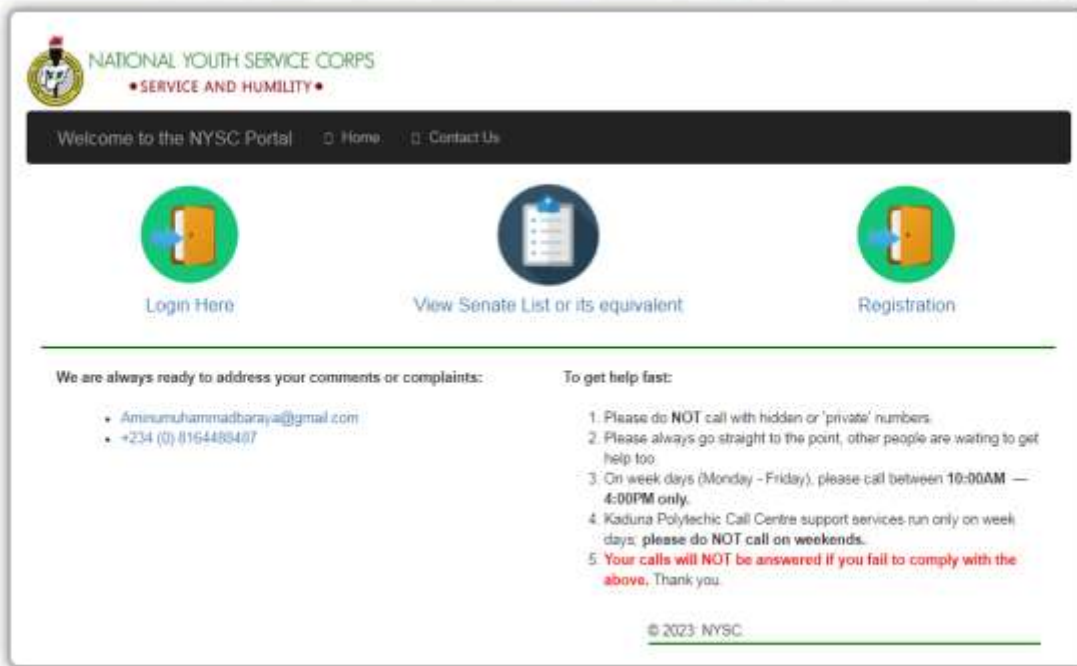 NATIONAL YOUTH SERVICE CORPS
•SERVICE AND HUMILITY•
Welcome to the NYSC Portal Home Contact Us
Login Here
View Senate List or its equivalent
Registration
We are always ready to address your comments or complaints:
• Aminumuhammadbaraya@gmail.com
• +234 (0) 8164488487
To get help fast:
1. Please do NOT call with hidden or 'private' numbers.
2. Please always go straight to the point, other people are waiting to get
help too
3. On week days (Monday - Friday), please call between 10:00AM —
4:00PM only.
4. Kaduna Polytechic Call Centre support services run only on week
days; please do NOT call on weekends.
5. Your calls will NOT be answered if you fail to comply with the
above. Thank you.
© 2023: NYSC